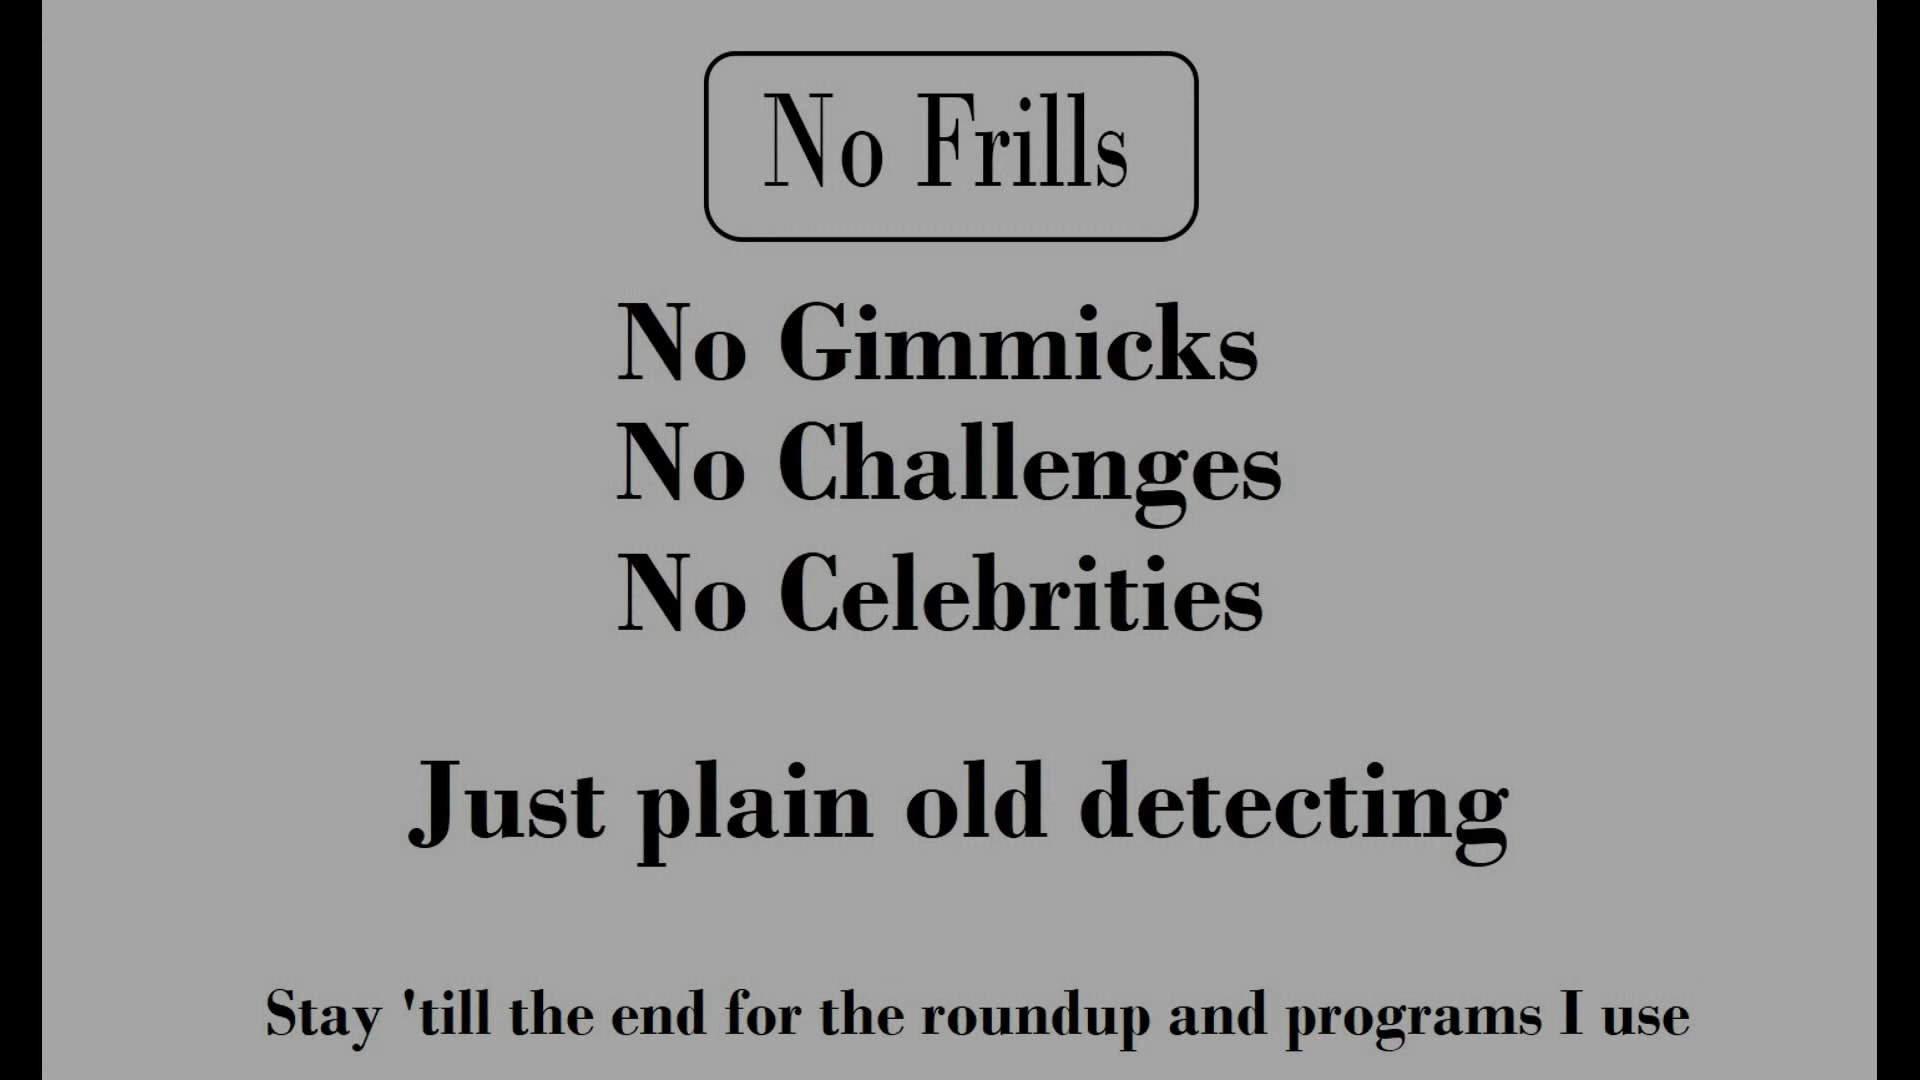 No Frills
No Gimmicks
No Challenges
No Celebrities
Just plain old detecting
Stay 'till the end for the roundup and programs I use